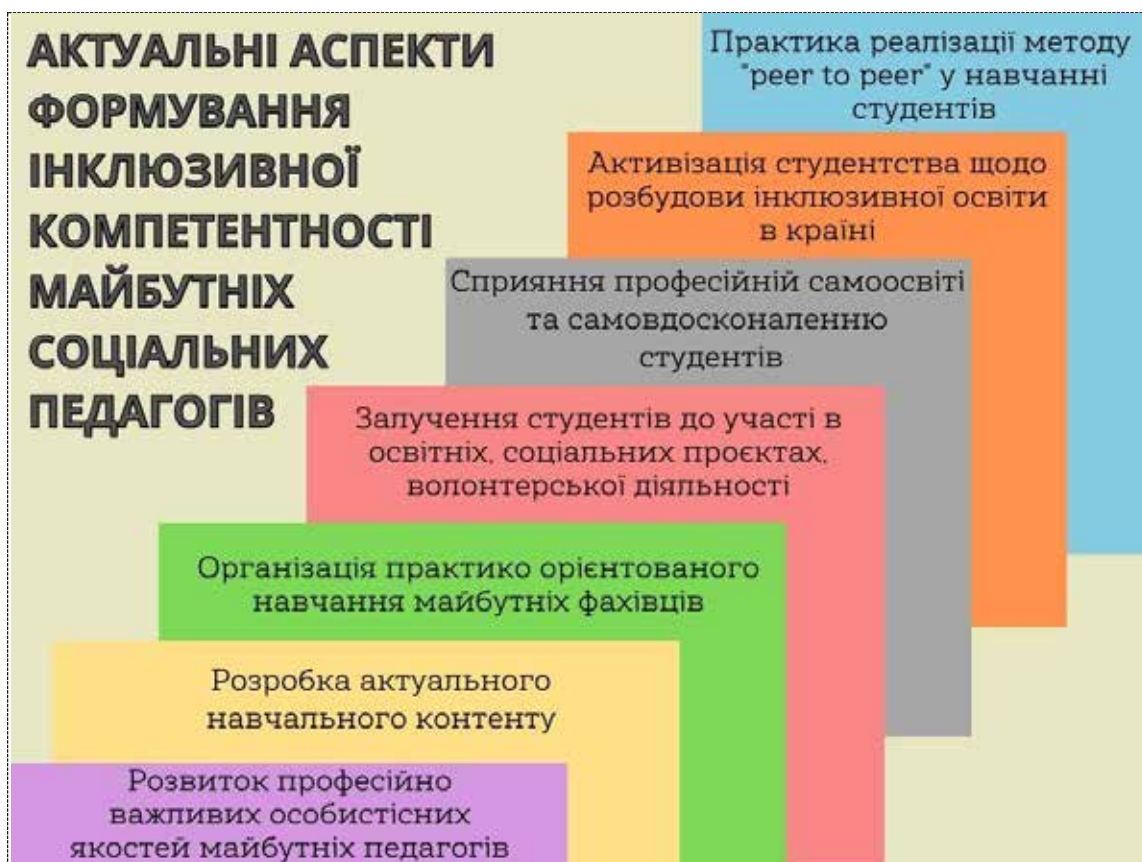 АКТУАЛЬНІ АСПЕКТИ
ФОРМУВАННЯ
ІНКЛЮЗИВНОЇ
КОМПЕТЕНТНОСТІ
МАЙБУТНІХ
СОЦІАЛЬНИХ
ПЕДАГОГІВ
Практика реалізації методу
"peer to peer" у навчанні
студентів
Активізація студентства щодо
розбудови інклюзивної освіти
в країні
Сприяння професійній самоосвіті
та самовдосконаленню
студентів
Залучення студентів до участі в
освітніх, соціальних проєктах,
волонтерської діяльності
Організація практико орієнтованого
навчання майбутніх фахівців
Розробка актуального
навчального контенту
Розвиток професійно
важливих особистісних
якостей майбутніх педагогів